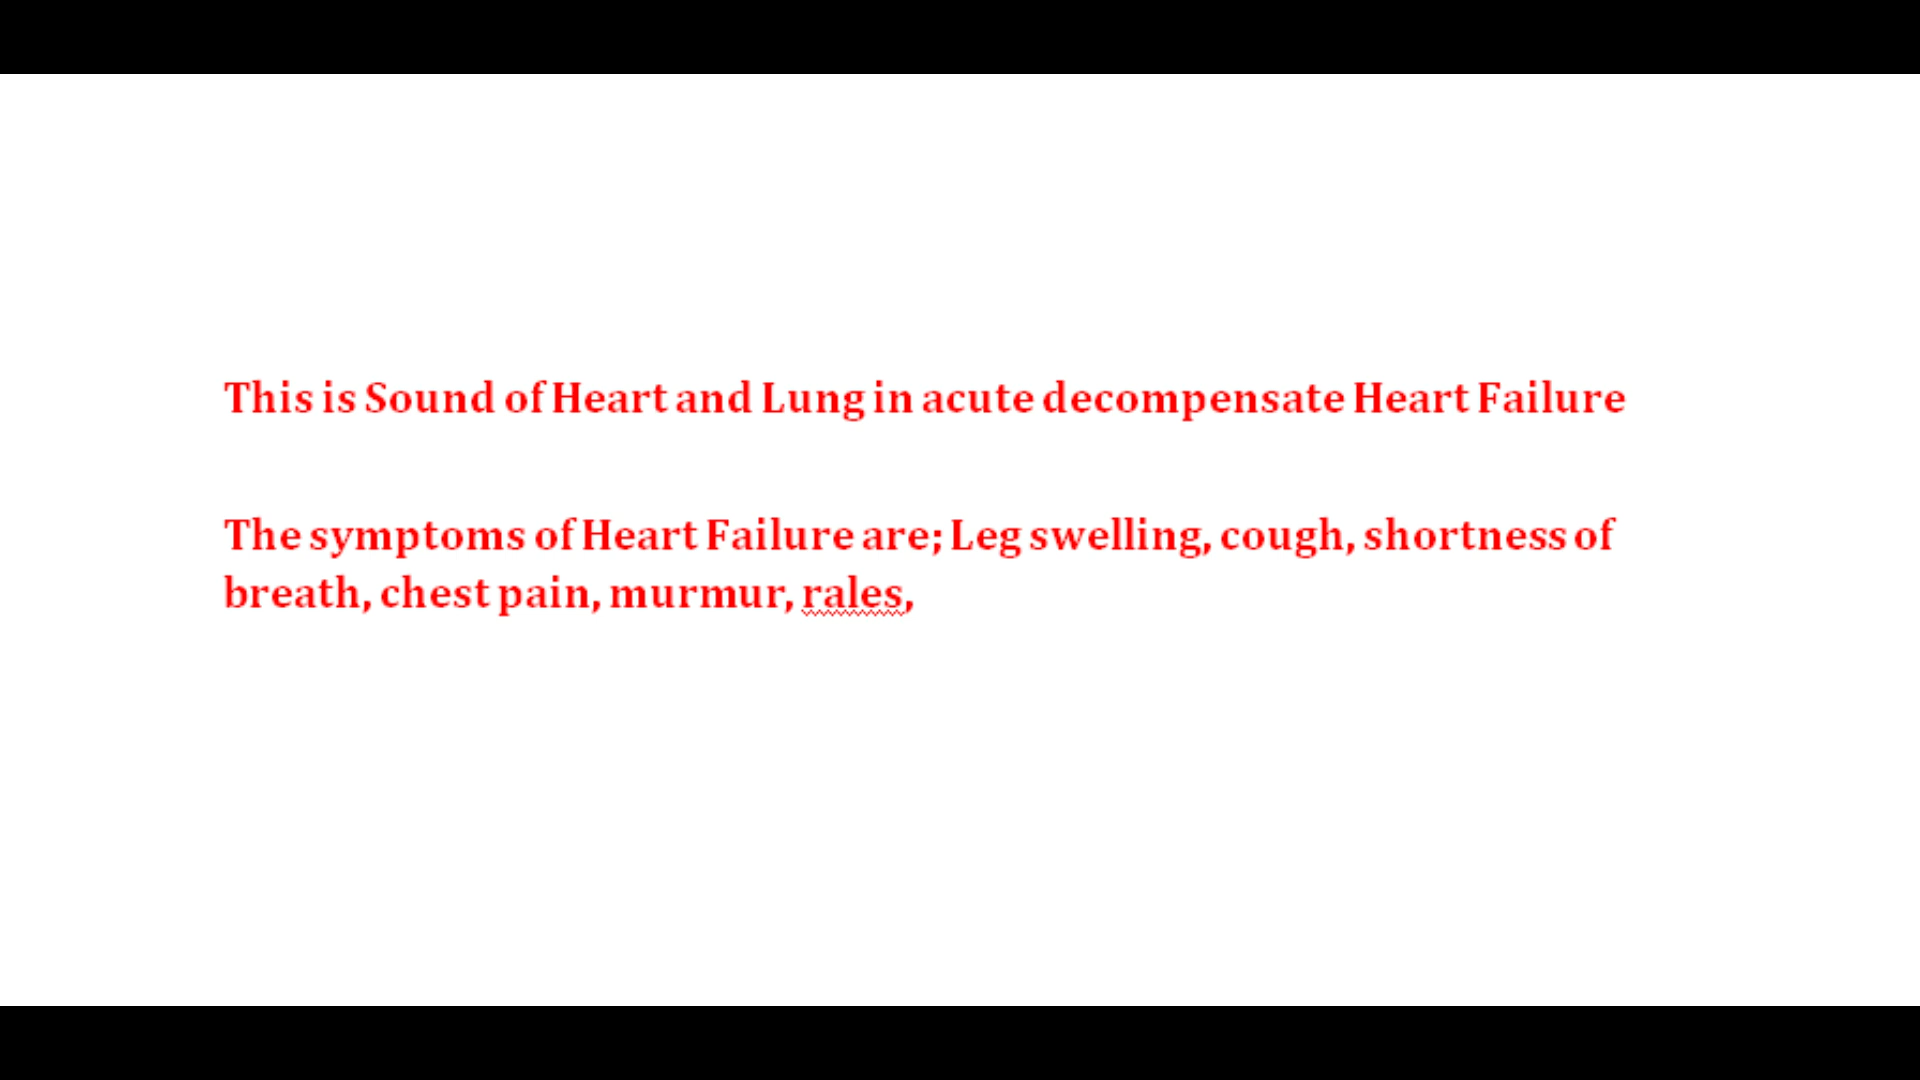 This is Sound of Heart and Lung in acute decompensate Heart Failure
The symptoms of Heart Failure are; Leg swelling, cough, shortness of
breath, chest pain, murmur, rales,